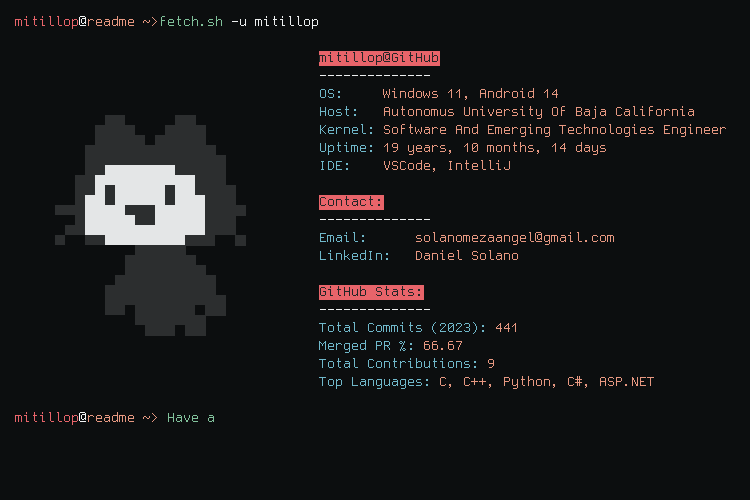 mitillop@readme ~>fetch.sh -u mitillop
mitillop@GitHub
--------------
OS: Windows 11, Android 14
Host: Autonomus University Of Baja California
Kernel: Software And Emerging Technologies Engineer
Uptime: 19 years, 10 months, 14 days
IDE: VSCode, IntelliJ
Contact:
--------------
Email: solanomezaangel@gmail.com
LinkedIn: Daniel Solano
GitHub Stats:
--------------
Total Commits (2023): 441
Merged PR %: 66.67
Total Contributions: 9
Top Languages: C, C++, Python, C#, ASP.NET
mitillop@readme ~> Have a